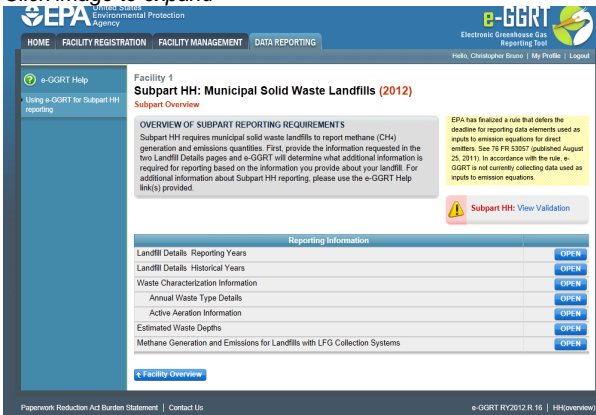 Click image to expand
EPA United States
Environmental Protection
Agency
e-GGRT
Electronic Greenhouse Gas
Reporting Tool
HOME FACILITY REGISTRATION FACILITY MANAGEMENT DATA REPORTING
Hello, Christopher Bruno | My Profile | Logout
? e-GGRT Help
Using e-GGRT for Subpart HH
reporting
Facility 1
Subpart HH: Municipal Solid Waste Landfills (2012)
Subpart Overview
OVERVIEW OF SUBPART REPORTING REQUIREMENTS
Subpart HH requires municipal solid waste landfills to report methane (CH4)
generation and emissions quantities. First, provide the information requested in the
two Landfill Details pages and e-GGRT will determine what additional information is
required for reporting based on the information you provide about your landfill. For
additional information about Subpart HH reporting, please use the e-GGRT Help
link(s) provided.
EPA has finalized a rule that defers the
deadline for reporting data elements used as
inputs to emission equations for direct
emitters. See 76 FR 53057 (published August
25, 2011). In accordance with the rule, e-
GGRT is not currently collecting data used as
inputs to emission equations.
Subpart HH: View Validation
Reporting Information
Landfill Details Reporting Years OPEN
Landfill Details Historical Years OPEN
Waste Characterization Information OPEN
Annual Waste Type Details OPEN
Active Aeration Information OPEN
Estimated Waste Depths OPEN
Methane Generation and Emissions for Landfills with LFG Collection Systems OPEN
Facility Overview
Paperwork Reduction Act Burden Statement | Contact Us
e-GGRT RY2012.R.16 | HH(overview)